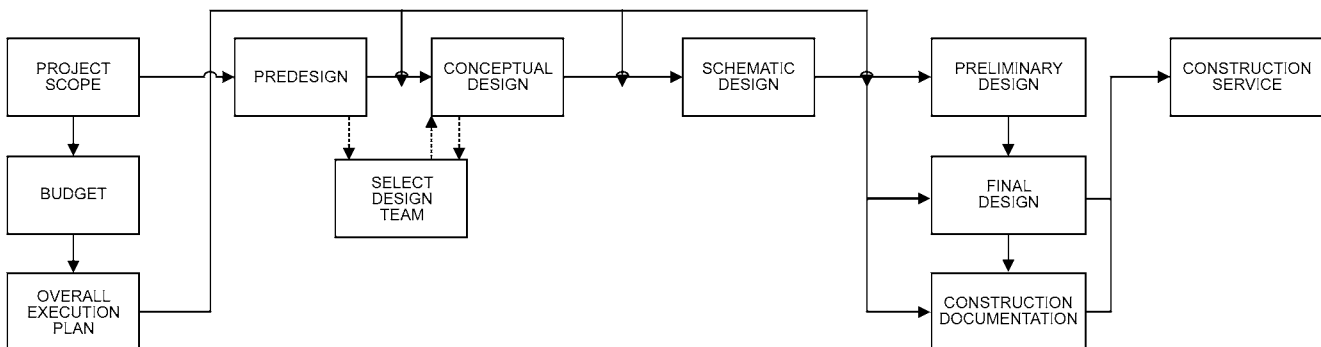 PROJECT
SCOPE
PREDESIGN
CONCEPTUAL
DESIGN
SCHEMATIC
DESIGN
PRELIMINARY
DESIGN
CONSTRUCTION
SERVICE
BUDGET
SELECT
DESIGN
TEAM
FINAL
DESIGN
OVERALL
EXECUTION
PLAN
CONSTRUCTION
DOCUMENTATION